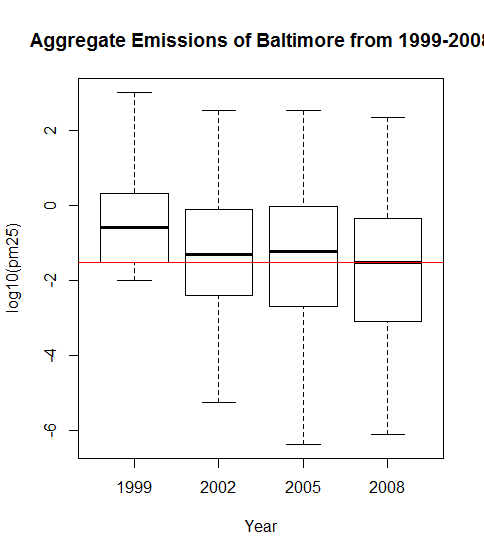 Aggregate Emissions of Baltimore from 1999-2008
log10(pm25)
2
0
-2
-4
-6
1999 2002 2005 2008
Year